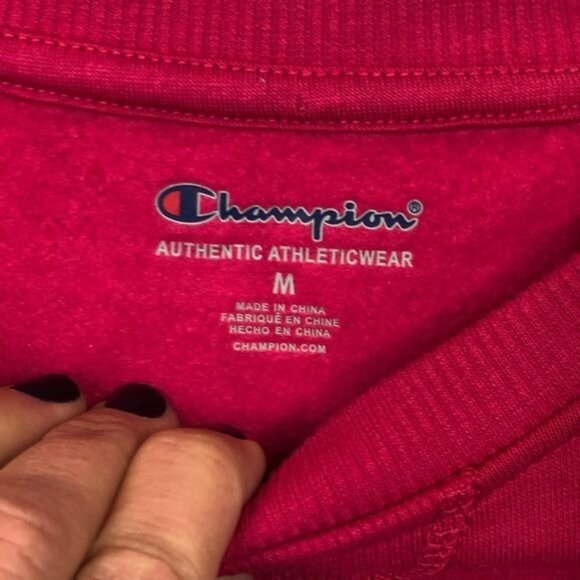 Champion®
AUTHENTIC ATHLETICWEAR
M
MADE IN CHINA
FABRIQUÉ EN CHINE
HECHO EN CHINA
CHAMPION.COM